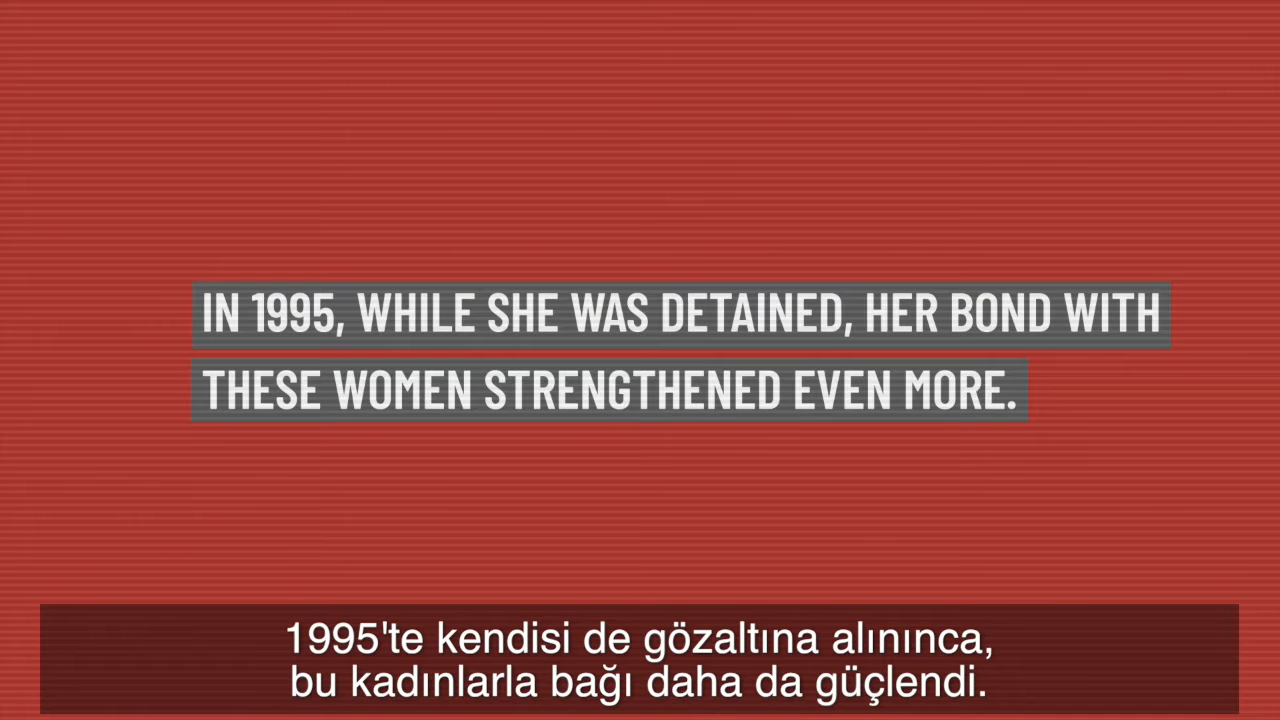 IN 1995, WHILE SHE WAS DETAINED, HER BOND WITH
THESE WOMEN STRENGTHENED EVEN MORE.
1995'te kendisi de gözaltına alınınca,
bu kadınlarla bağı daha da güçlendi.